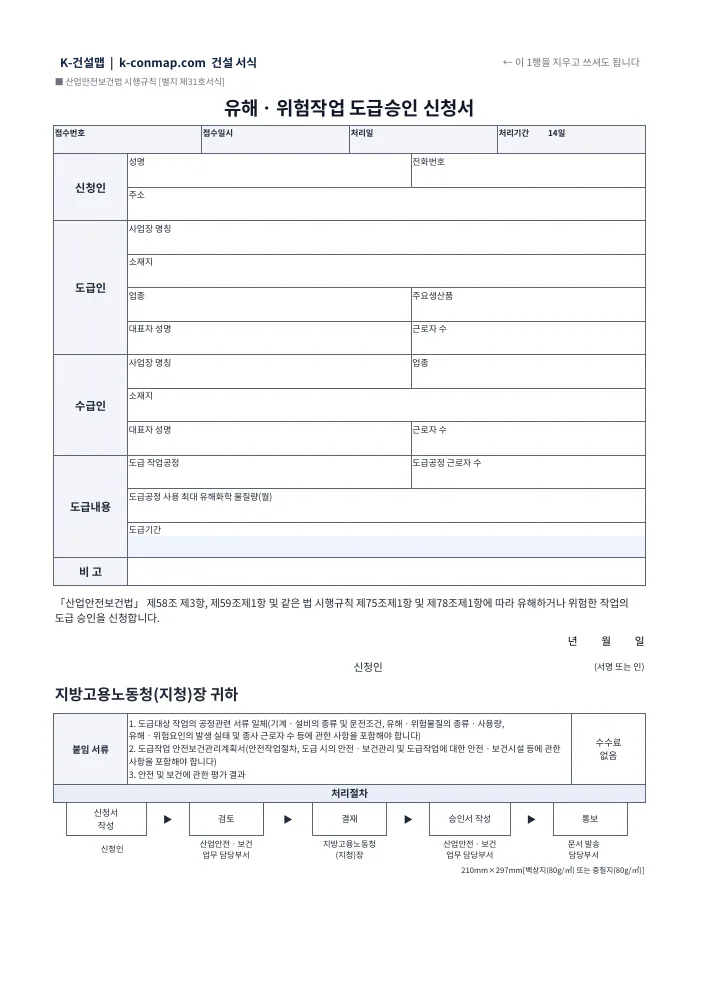 K-건설맵 | k-conmap.com 건설 서식 ← 이 1행을 지우고 쓰셔도 됩니다
■ 산업안전보건법 시행규칙 [별지 제31호서식]
유해ㆍ위험작업 도급승인 신청서
접수번호 접수일시 처리일 처리기간 14일
신청인
성명 전화번호
주소
도급인
사업장 명칭
소재지
업종 주요생산품
대표자 성명 근로자 수
수급인
사업장 명칭 업종
소재지
대표자 성명 근로자 수
도급내용
도급 작업공정 도급공정 근로자 수
도급공정 사용 최대 유해화학 물질량(월)
도급기간
비 고
「산업안전보건법」 제58조 제3항, 제59조제1항 및 같은 법 시행규칙 제75조제1항 및 제78조제1항에 따라 유해하거나 위험한 작업의
도급 승인을 신청합니다.
년 월 일
신청인 (서명 또는 인)
지방고용노동청(지청)장 귀하
붙임 서류
1. 도급대상 작업의 공정관련 서류 일체(기계ㆍ설비의 종류 및 운전조건, 유해ㆍ위험물질의 종류ㆍ사용량,
유해ㆍ위험요인의 발생 실태 및 종사 근로자 수 등에 관한 사항을 포함해야 합니다)
2. 도급작업 안전보건관리계획서(안전작업절차, 도급 시의 안전ㆍ보건관리 및 도급작업에 대한 안전ㆍ보건시설 등에 관한
사항을 포함해야 합니다)
3. 안전 및 보건에 관한 평가 결과
수수료
없음
처리절차
신청서
작성
▶ 검토 ▶ 결재 ▶ 승인서 작성 ▶ 통보
신청인
산업안전ㆍ보건
업무 담당부서
지방고용노동청
(지청)장
산업안전ㆍ보건
업무 담당부서
문서 발송
담당부서
210mm×297mm[백상지(80g/㎡) 또는 중질지(80g/㎡)]